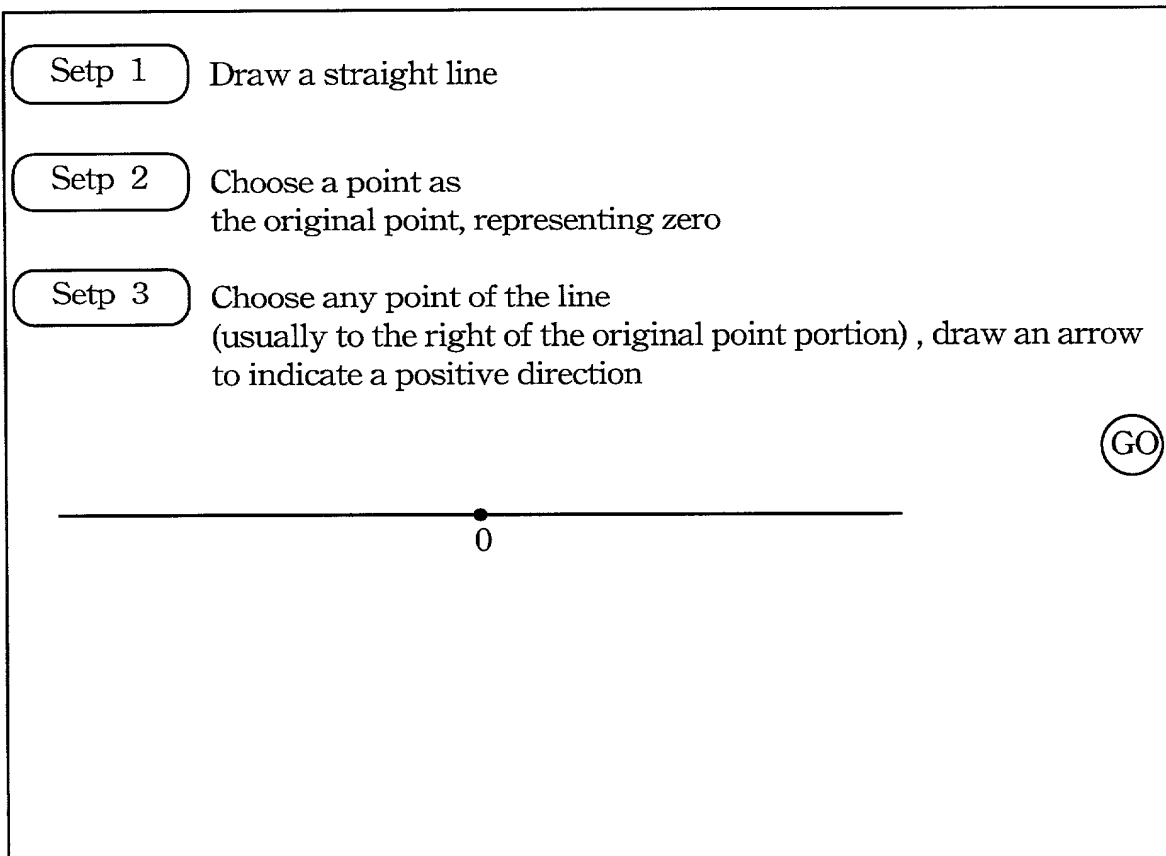 Setp 1 Draw a straight line
Setp 2 Choose a point as
the original point, representing zero
Setp 3 Choose any point of the line
(usually to the right of the original point portion) , draw an arrow
to indicate a positive direction
GO
0